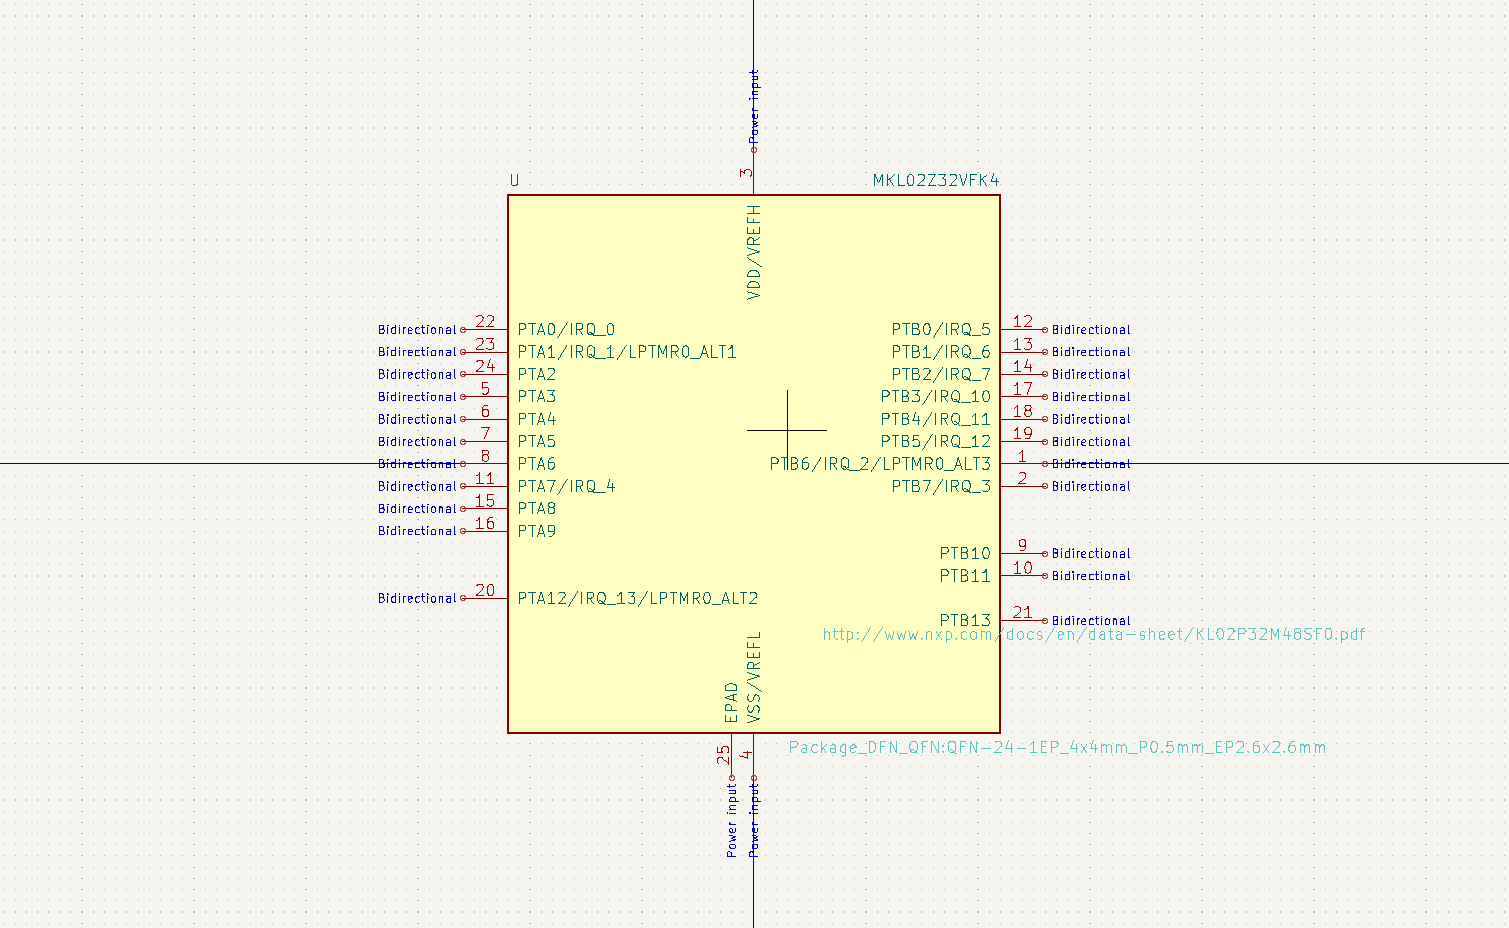 Power input
3
U
MKL02Z32VFK4
VDD/VREFH
Bidirectional 22 PTA0/IRQ_0 PTB0/IRQ_5 12 Bidirectional
Bidirectional 23 PTA1/IRQ_1/LPTMR0_ALT1 PTB1/IRQ_6 13 Bidirectional
Bidirectional 24 PTA2 PTB2/IRQ_7 14 Bidirectional
Bidirectional 5 PTA3 PTB3/IRQ_10 17 Bidirectional
Bidirectional 6 PTA4 PTB4/IRQ_11 18 Bidirectional
Bidirectional 7 PTA5 PTB5/IRQ_12 19 Bidirectional
Bidirectional 8 PTA6 PTB6/IRQ_2/LPTMR0_ALT3 1 Bidirectional
Bidirectional 11 PTA7/IRQ_4 PTB7/IRQ_3 2 Bidirectional
Bidirectional 15 PTA8
Bidirectional 16 PTA9
PTB10 9 Bidirectional
PTB11 10 Bidirectional
Bidirectional 20 PTA12/IRQ_13/LPTMR0_ALT2
PTB13 21 Bidirectional
http://www.nxp.com/docs/en/data-sheet/KL02P32M48SF0.pdf
EPAD
VSS/VREFL
25
4
Package_DFN_QFN:QFN-24-1EP_4x4mm_P0.5mm_EP2.6x2.6mm
Power input
Power input